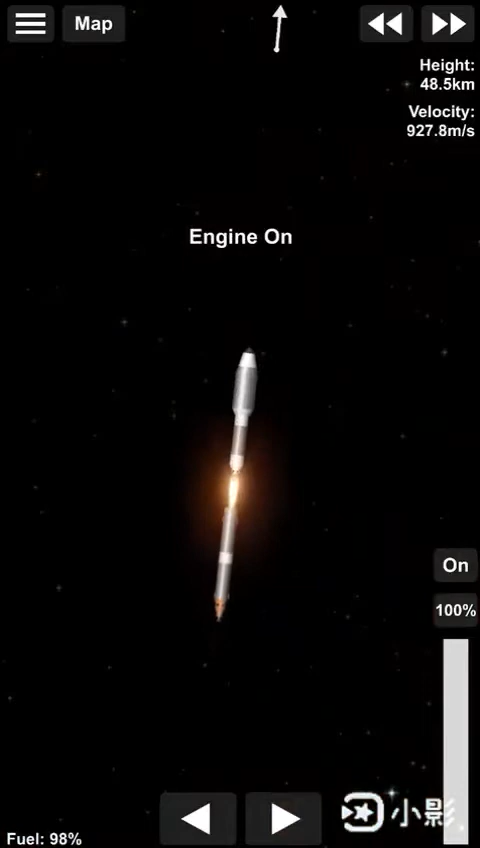 Map
Height:
48.5km
Velocity:
927.8m/s
Engine On
On
100%
Fuel: 98%
小影